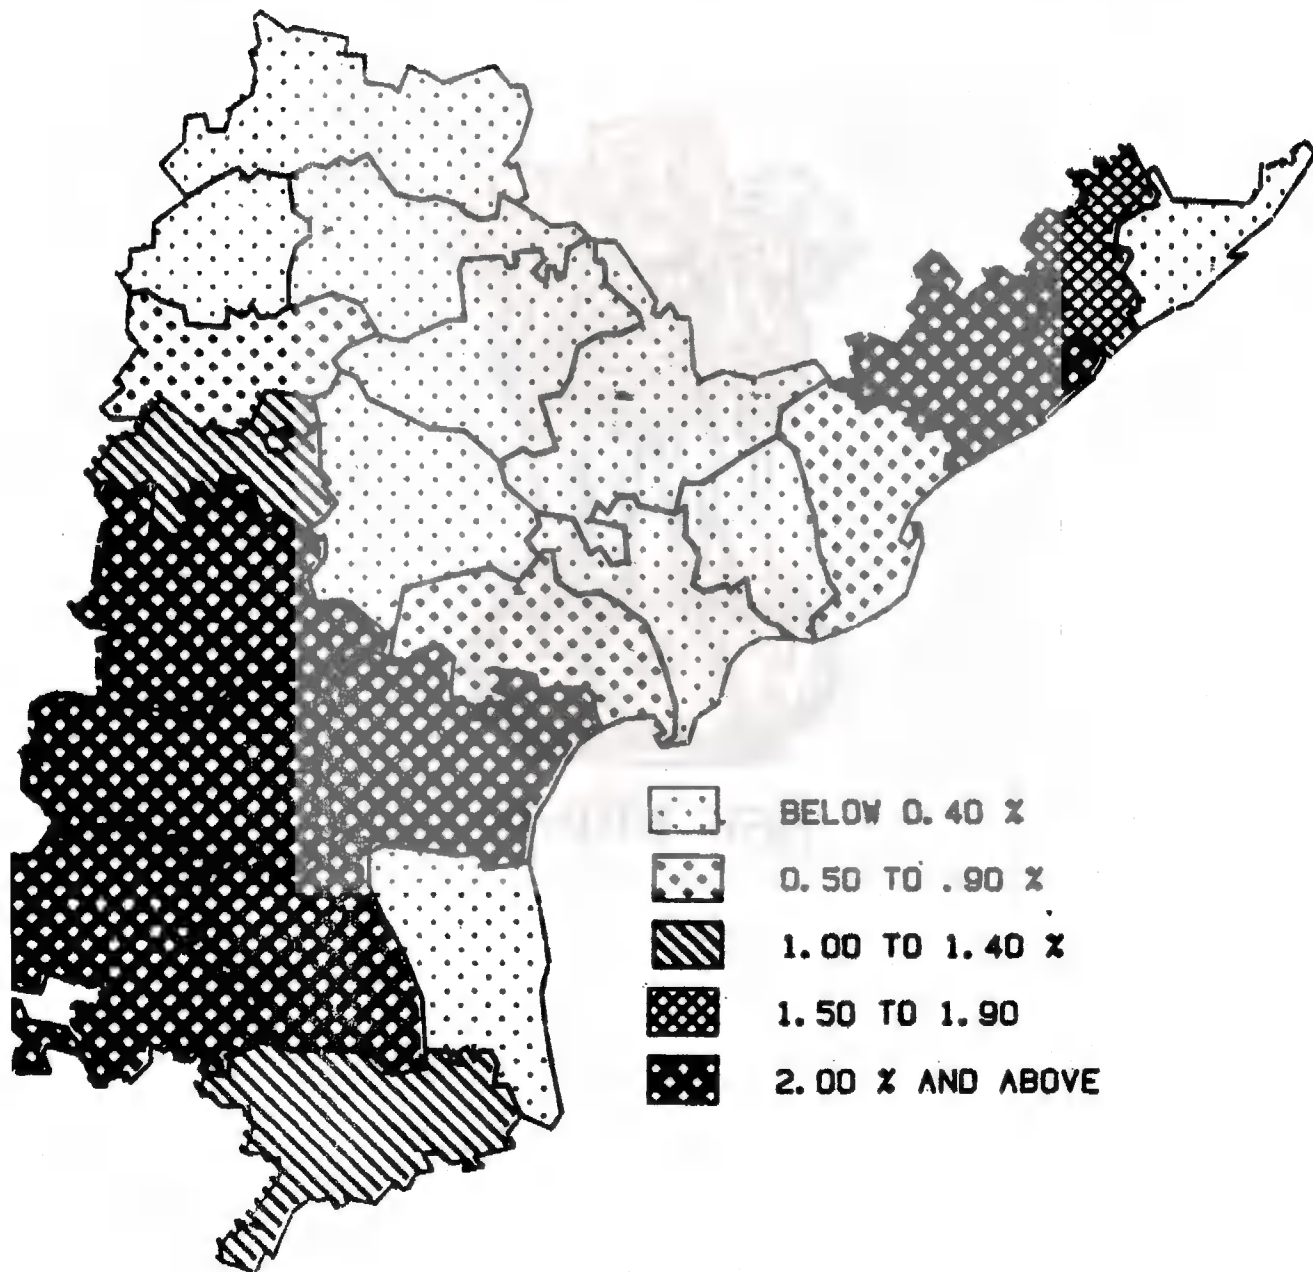 BELOW 0.40 %
0.50 TO .90 %
1.00 TO 1.40 %
1.50 TO 1.90
2.00 % AND ABOVE